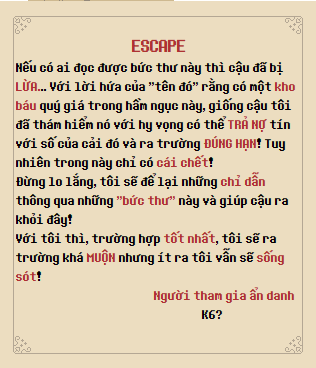 ESCAPE
Nếu có ai đọc được bức thư này thì cậu đã bị
LỪA... Với lời hứa của "tên đó" rằng có một kho
báu quý giá trong hầm ngục này, giống cậu tôi
đã thám hiểm nó với hy vọng có thể TRẢ NỢ tín
với số của cải đó và ra trường ĐÚNG HẠN! Tuy
nhiên trong này chỉ có cái chết!
Đừng lo lắng, tôi sẽ để lại những chỉ dẫn
thông qua những "bức thư" này và giúp cậu ra
khỏi đây!
Với tôi thì, trường hợp tốt nhất, tôi sẽ ra
trường khá MUỘN nhưng ít ra tôi vẫn sẽ sống
sót!
Người tham gia ẩn danh
K6?